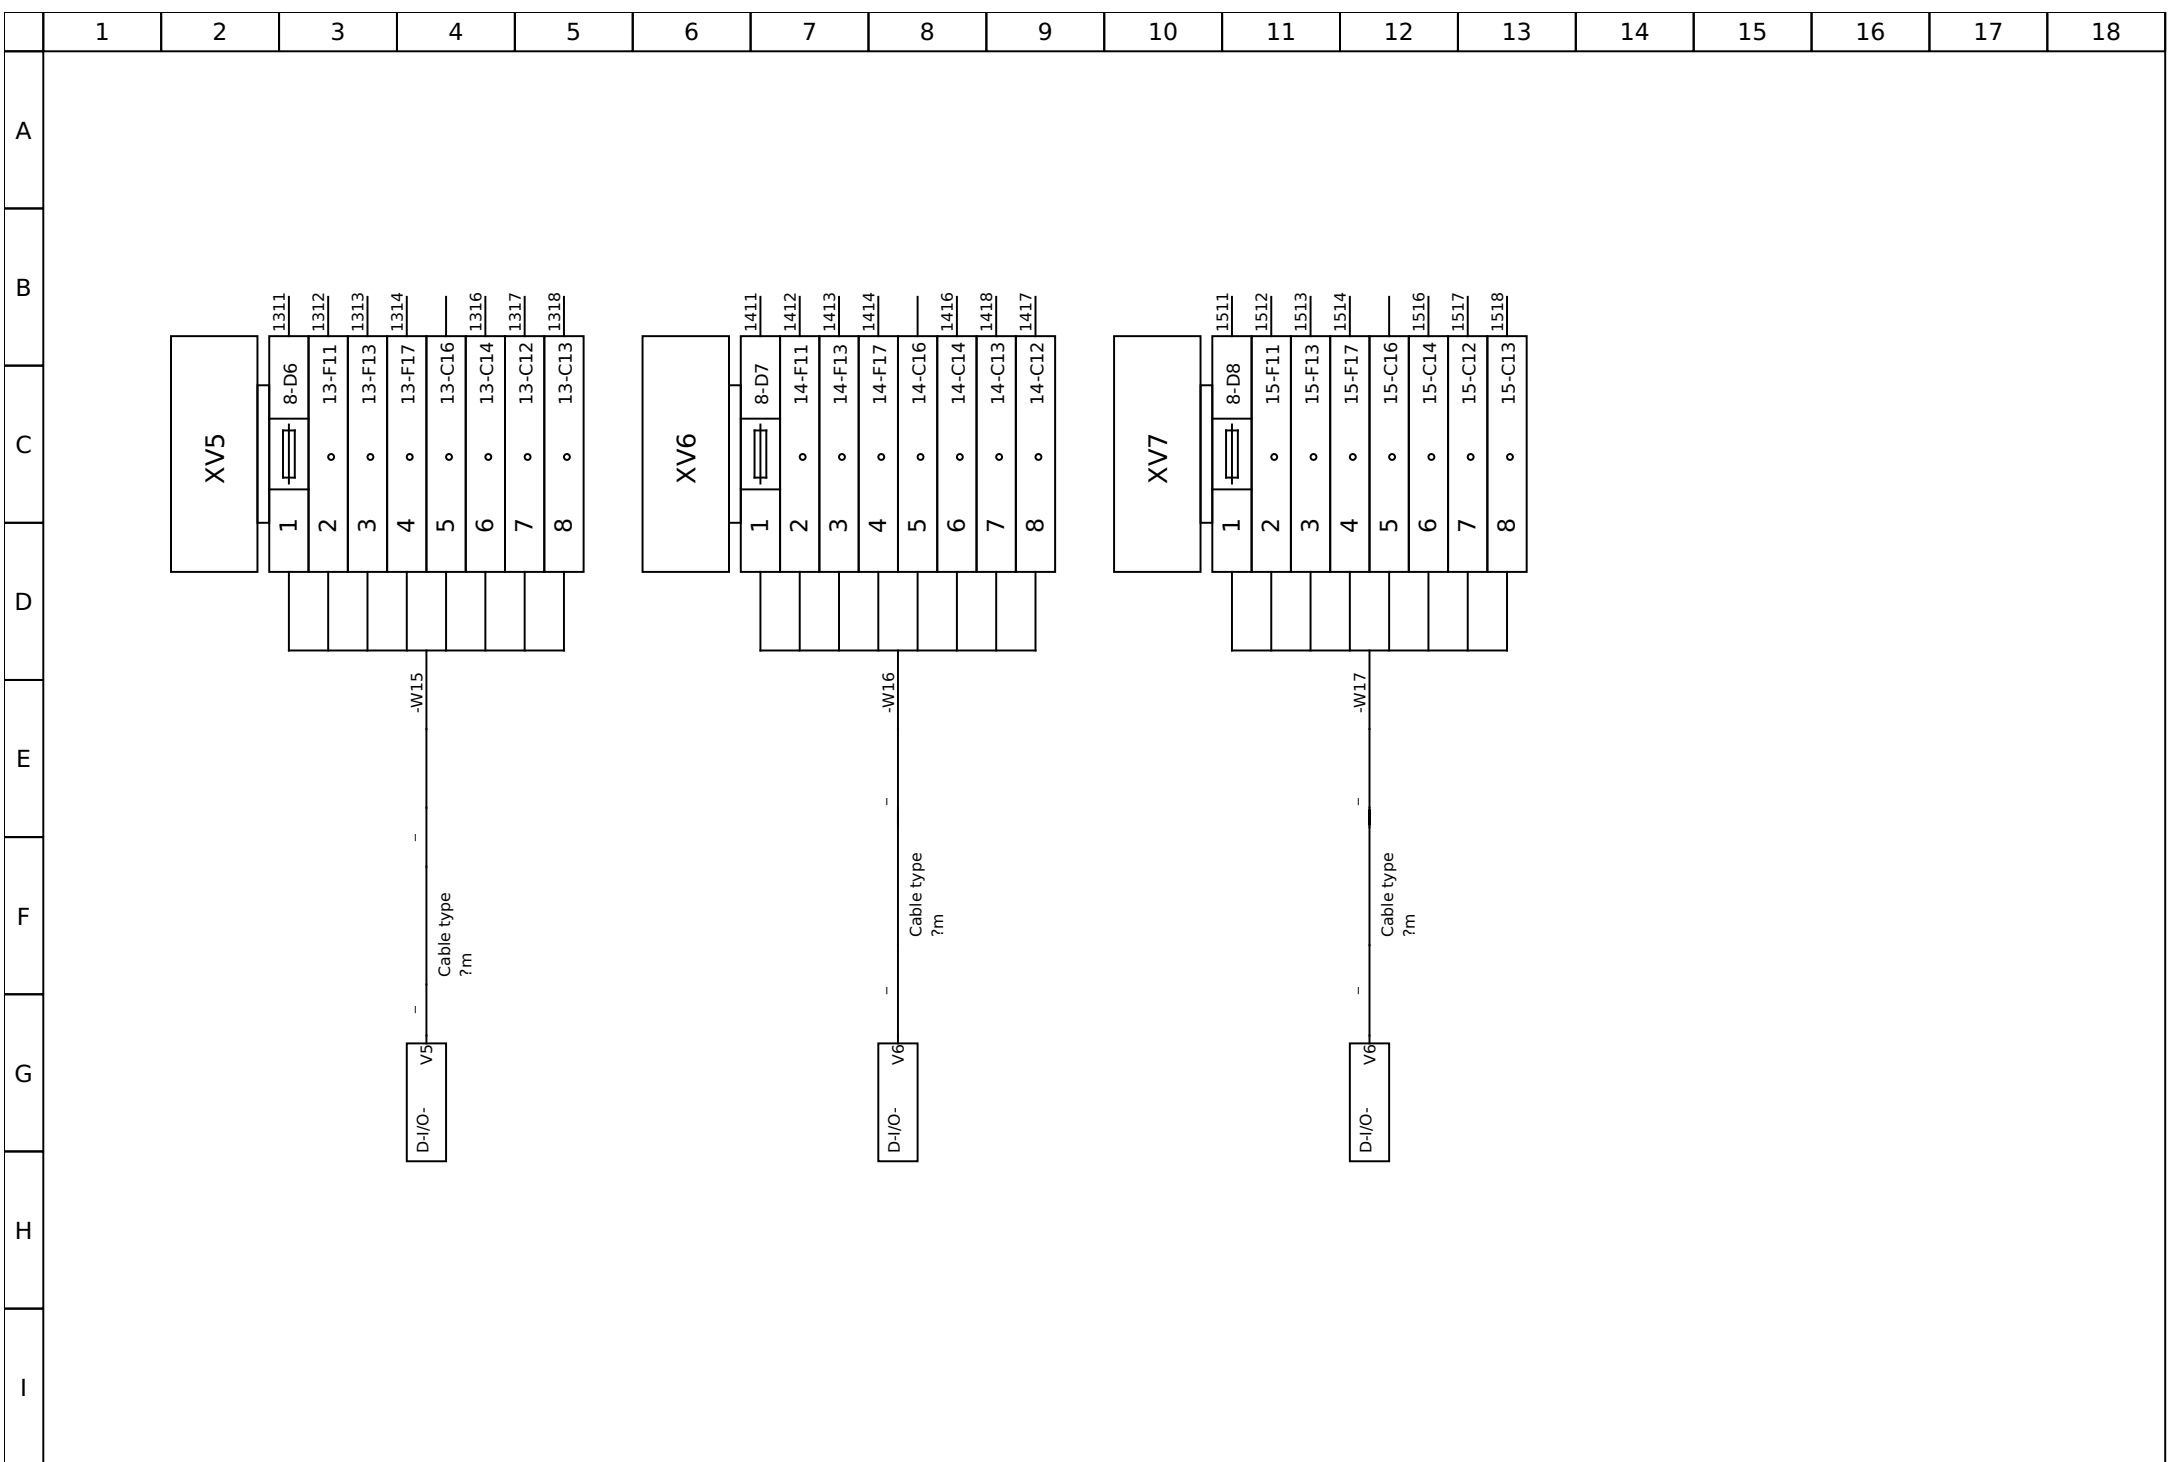 1 2 3 4 5 6 7 8 9 10 11 12 13 14 15 16 17 18
A
B
C
D
E
F
G
H
I
XV5
1311
1312
1313
1314
1316
1317
1318
8-D6
13-F11
13-F13
13-F17
13-C16
13-C14
13-C12
13-C13
1
2
3
4
5
6
7
8
-W15
–
Cable type
?m
–
V5
D-I/O-
XV6
1411
1412
1413
1414
1416
1418
1417
8-D7
14-F11
14-F13
14-F17
14-C16
14-C14
14-C13
14-C12
1
2
3
4
5
6
7
8
-W16
–
Cable type
?m
–
V6
D-I/O-
XV7
1511
1512
1513
1514
1516
1517
1518
8-D8
15-F11
15-F13
15-F17
15-C16
15-C14
15-C12
15-C13
1
2
3
4
5
6
7
8
-W17
–
Cable type
?m
–
V6
D-I/O-